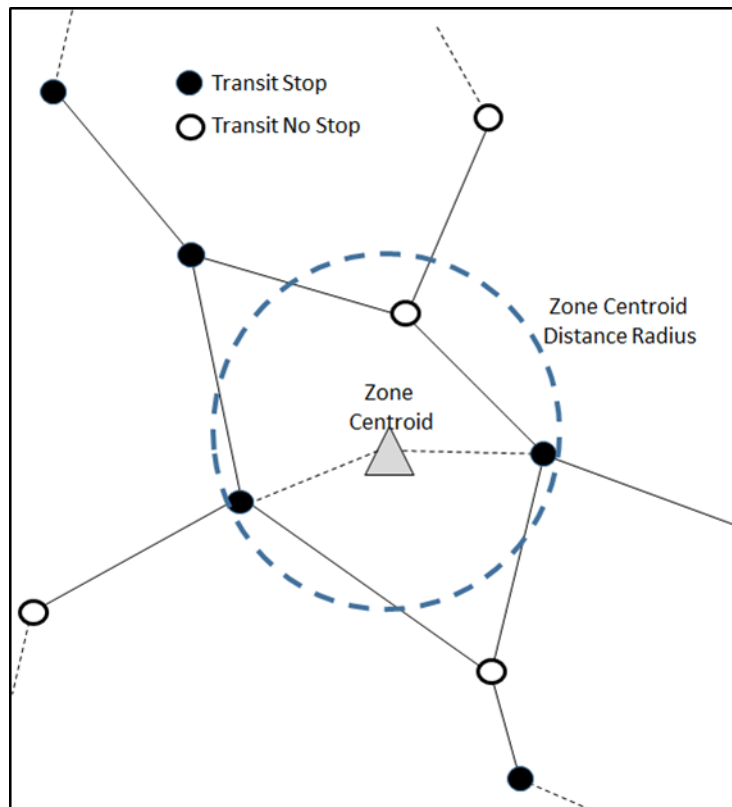 Transit Stop
Transit No Stop
Zone Centroid
Distance Radius
Zone
Centroid